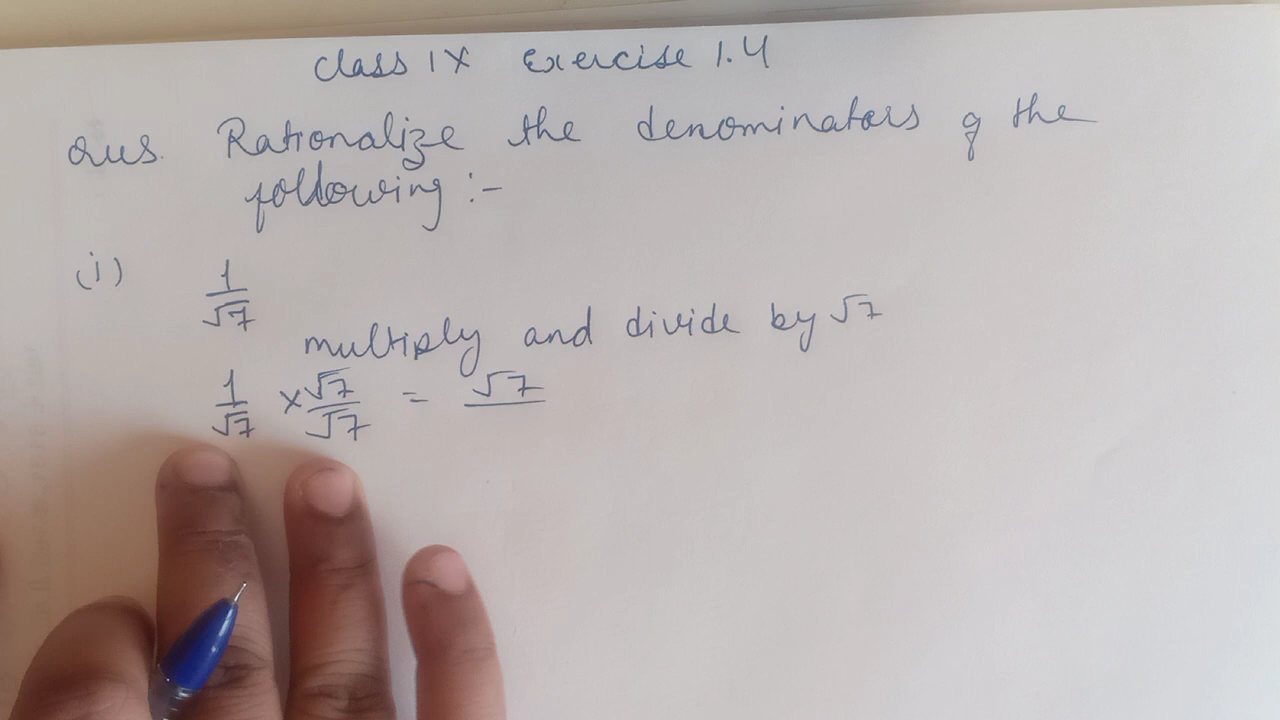 Class IX Exercise 1.4
Ques. Rationalize the denominators of the
following :-
(i) 1/√7
multiply and divide by √7
1/√7 × √7/√7 = √7/